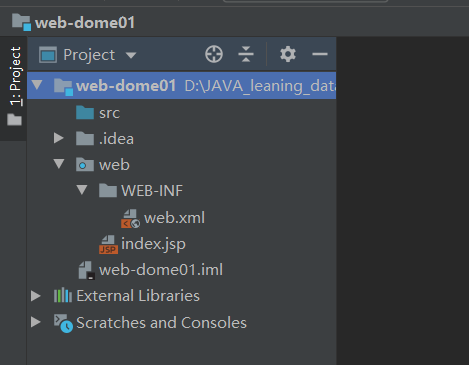 web-dome01
1: Project
Project
web-dome01 D:\JAVA_leaning_data
src
.idea
web
WEB-INF
web.xml
JSP index.jsp
web-dome01.iml
External Libraries
Scratches and Consoles